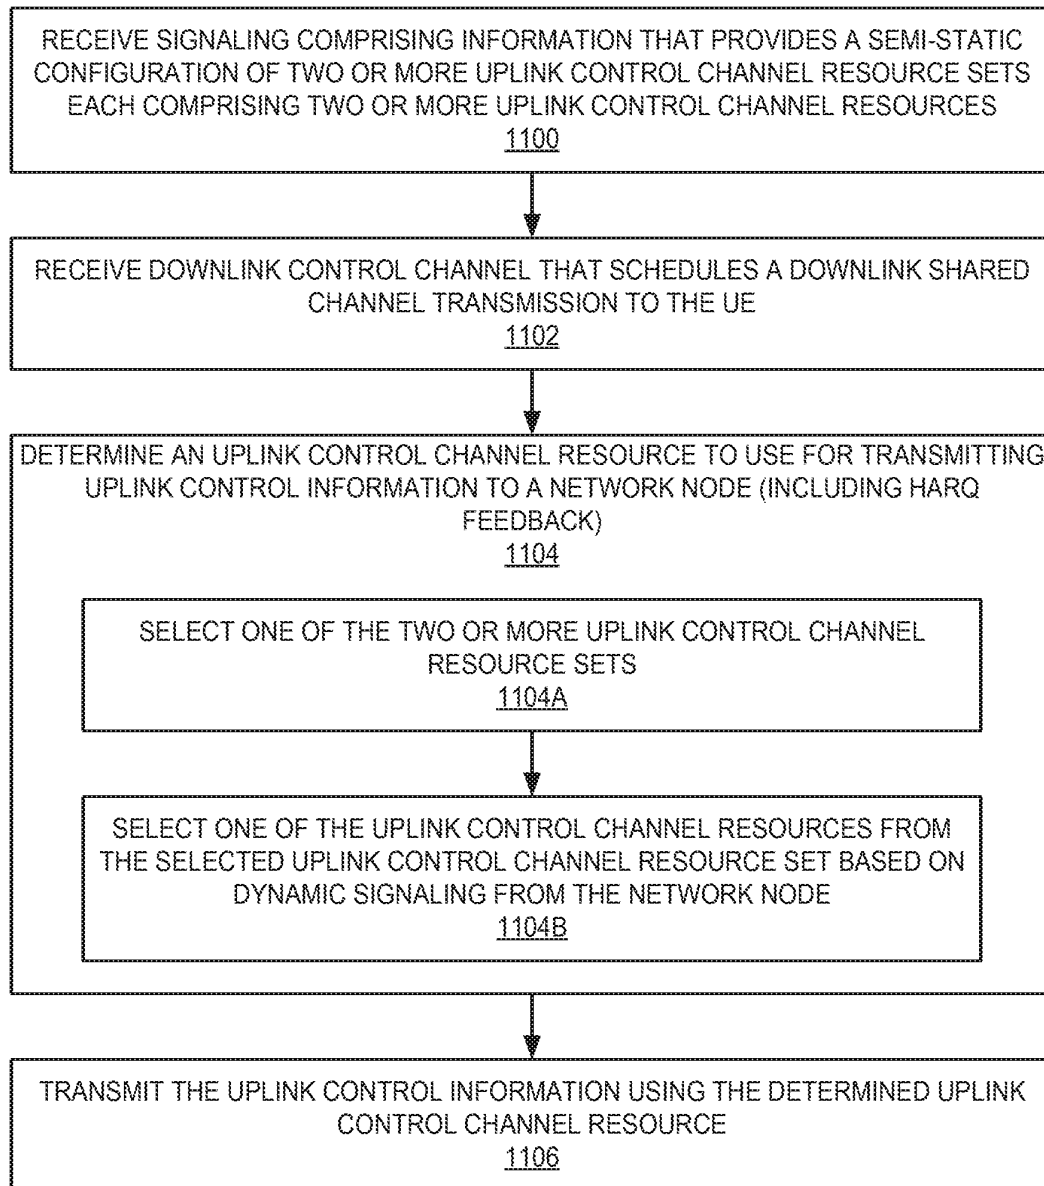 RECEIVE SIGNALING COMPRISING INFORMATION THAT PROVIDES A SEMI-STATIC
CONFIGURATION OF TWO OR MORE UPLINK CONTROL CHANNEL RESOURCE SETS
EACH COMPRISING TWO OR MORE UPLINK CONTROL CHANNEL RESOURCES
1100
RECEIVE DOWNLINK CONTROL CHANNEL THAT SCHEDULES A DOWNLINK SHARED
CHANNEL TRANSMISSION TO THE UE
1102
DETERMINE AN UPLINK CONTROL CHANNEL RESOURCE TO USE FOR TRANSMITTING
UPLINK CONTROL INFORMATION TO A NETWORK NODE (INCLUDING HARQ
FEEDBACK)
1104
SELECT ONE OF THE TWO OR MORE UPLINK CONTROL CHANNEL
RESOURCE SETS
1104A
SELECT ONE OF THE UPLINK CONTROL CHANNEL RESOURCES FROM
THE SELECTED UPLINK CONTROL CHANNEL RESOURCE SET BASED ON
DYNAMIC SIGNALING FROM THE NETWORK NODE
1104B
TRANSMIT THE UPLINK CONTROL INFORMATION USING THE DETERMINED UPLINK
CONTROL CHANNEL RESOURCE
1106